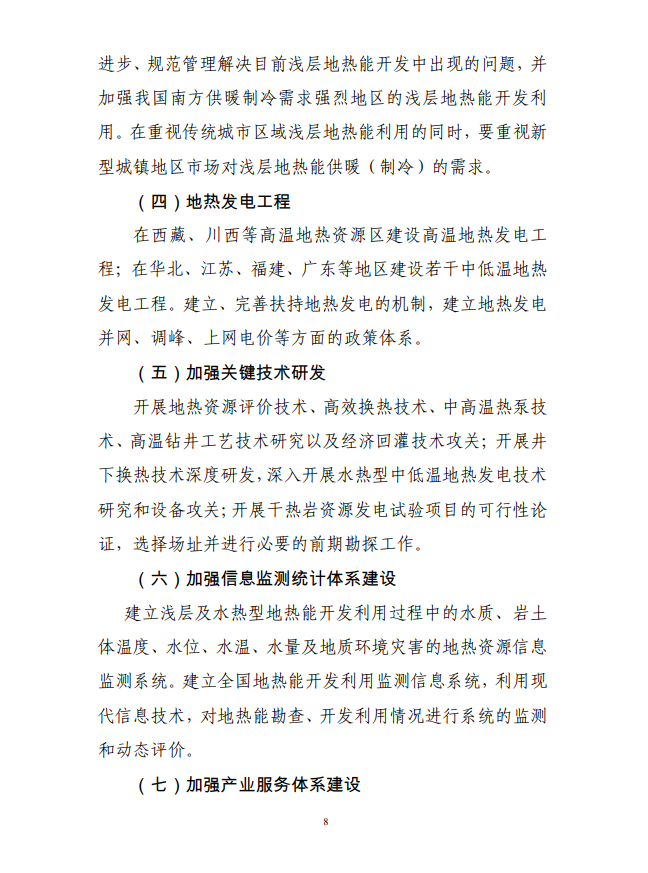 进步、规范管理解决目前浅层地热能开发中出现的问题，并
加强我国南方供暖制冷需求强烈地区的浅层地热能开发利
用。在重视传统城市区域浅层地热能利用的同时，要重视新
型城镇地区市场对浅层地热能供暖（制冷）的需求。
（四）地热发电工程
在西藏、川西等高温地热资源区建设高温地热发电工
程；在华北、江苏、福建、广东等地区建设若干中低温地热
发电工程。建立、完善扶持地热发电的机制，建立地热发电
并网、调峰、上网电价等方面的政策体系。
（五）加强关键技术研发
开展地热资源评价技术、高效换热技术、中高温热泵技
术、高温钻井工艺技术研究以及经济回灌技术攻关；开展井
下换热技术深度研发，深入开展水热型中低温地热发电技术
研究和设备攻关；开展干热岩资源发电试验项目的可行性论
证，选择场址并进行必要的前期勘探工作。
（六）加强信息监测统计体系建设
建立浅层及水热型地热能开发利用过程中的水质、岩土
体温度、水位、水温、水量及地质环境灾害的地热资源信息
监测系统。建立全国地热能开发利用监测信息系统，利用现
代信息技术，对地热能勘查、开发利用情况进行系统的监测
和动态评价。
（七）加强产业服务体系建设
8